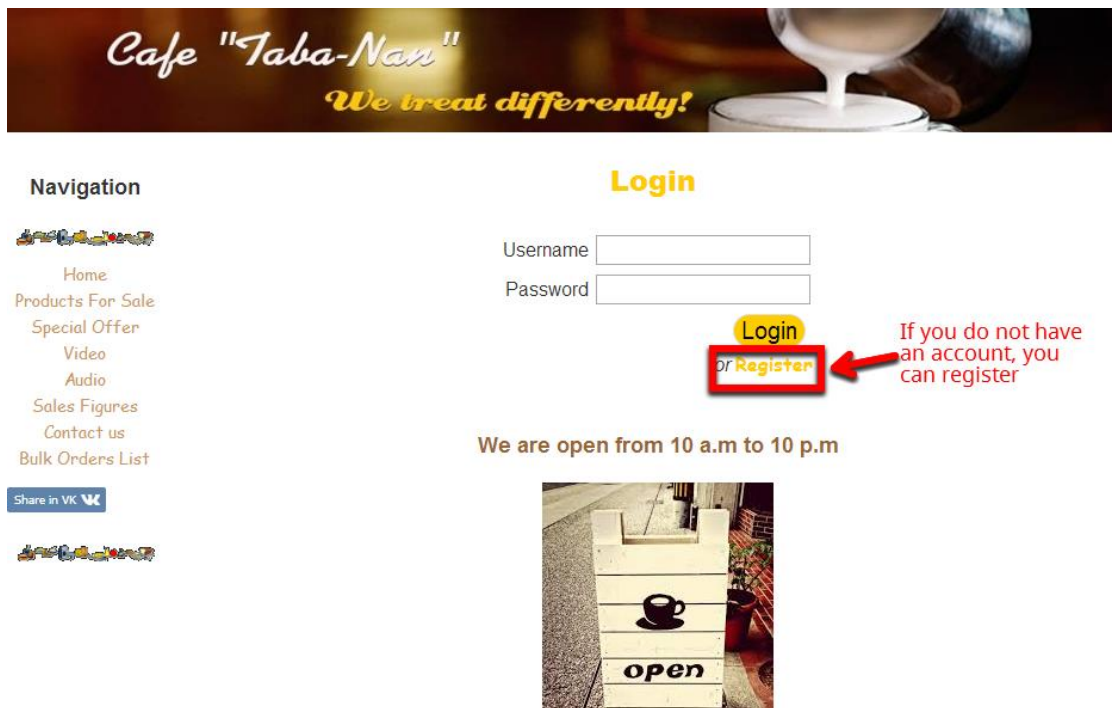 Cafe "Taba-Nan"
We treat differently!
Navigation
Home
Products For Sale
Special Offer
Video
Audio
Sales Figures
Contact us
Bulk Orders List
Share in VK
Login
Username
Password
Login
or Register
If you do not have
an account, you
can register
We are open from 10 a.m to 10 p.m
open